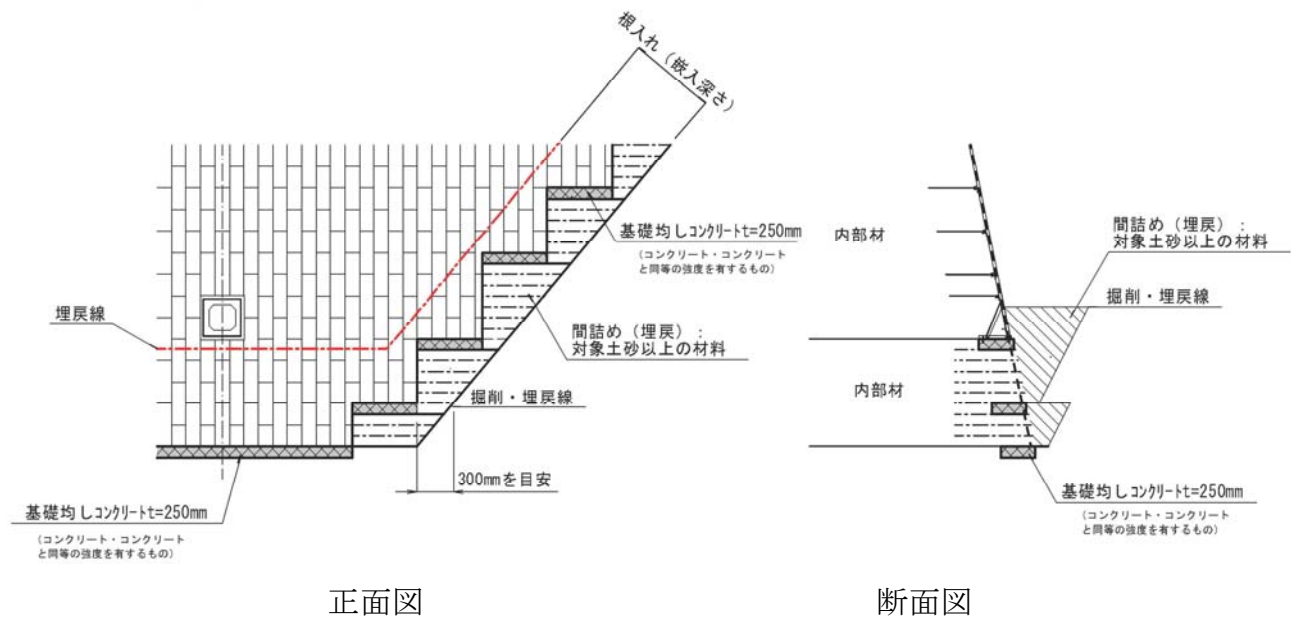 根入れ（嵌入深さ）
基礎均しコンクリートt=250mm
（コンクリート・コンクリート
と同等の強度を有するもの）
埋戻線
間詰め（埋戻）：
対象土砂以上の材料
掘削・埋戻線
300mmを目安
基礎均しコンクリートt=250mm
（コンクリート・コンクリート
と同等の強度を有するもの）
正面図
内部材
間詰め（埋戻）：
対象土砂以上の材料
掘削・埋戻線
内部材
基礎均しコンクリートt=250mm
（コンクリート・コンクリート
と同等の強度を有するもの）
断面図